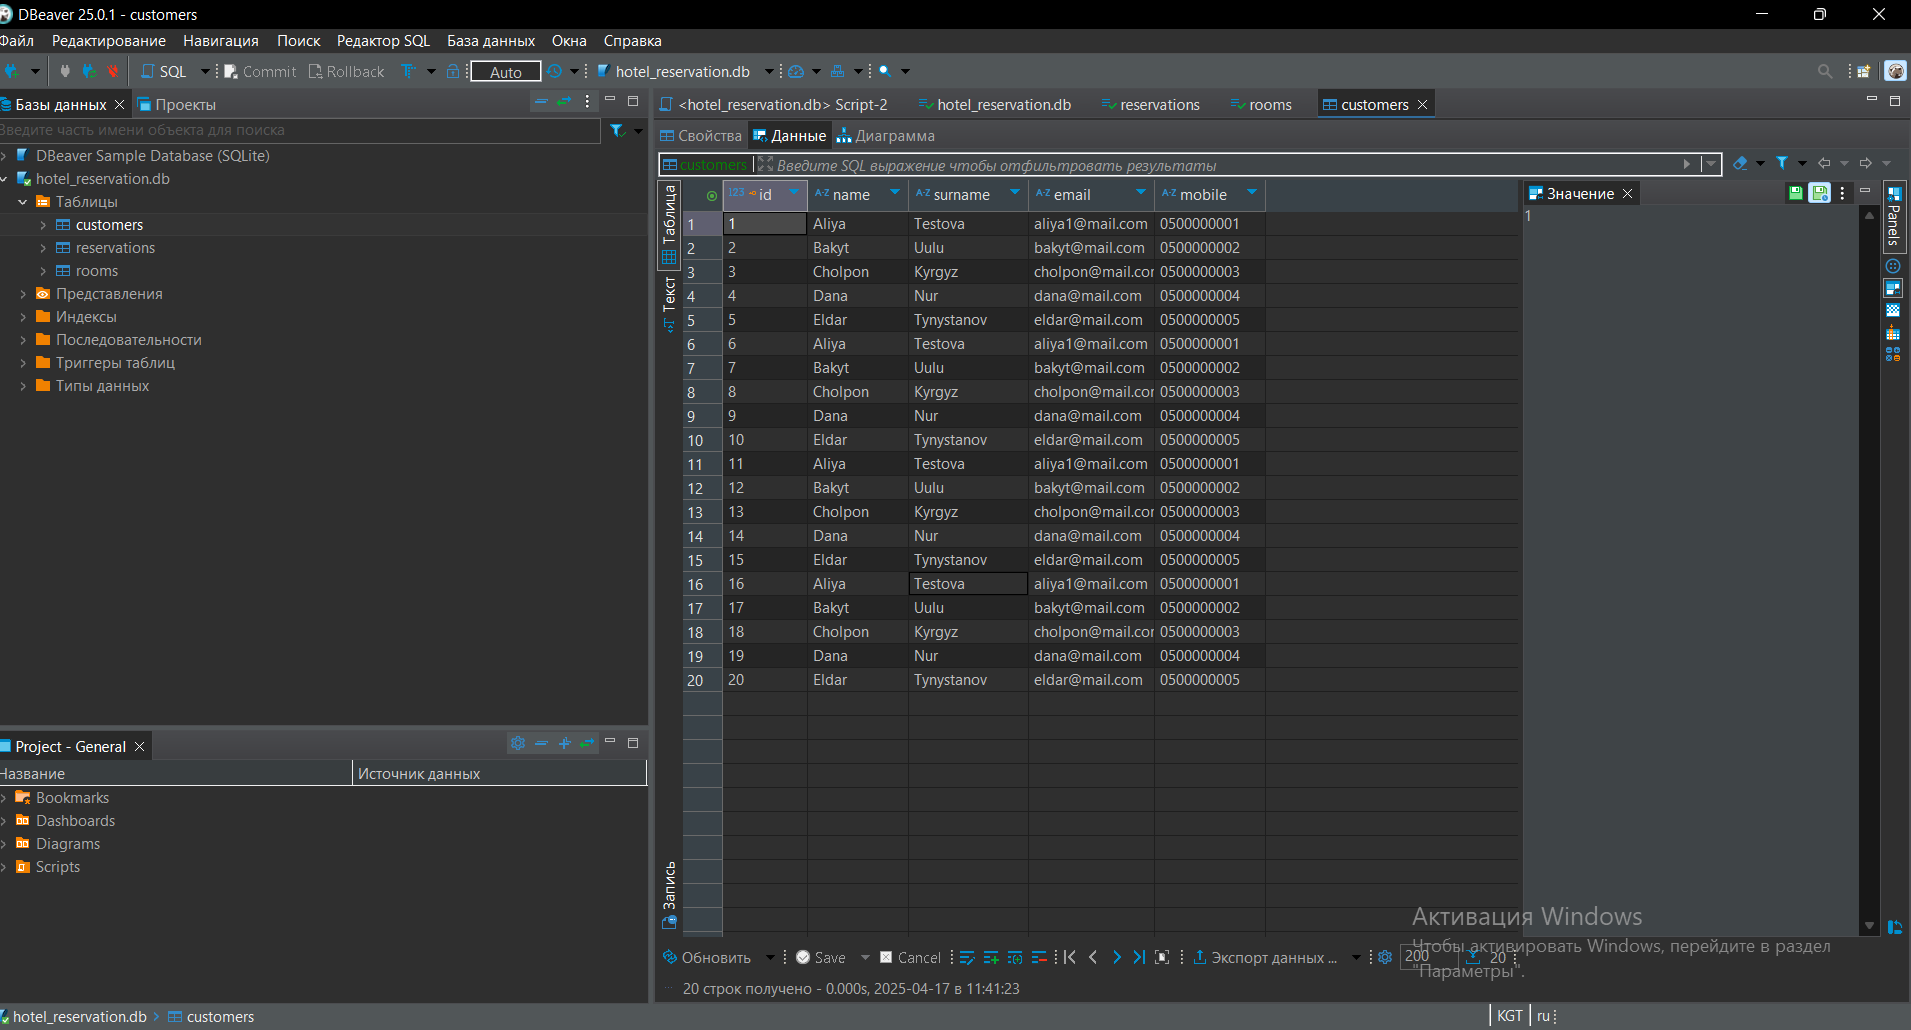 DBeaver 25.0.1 - customers
Файл Редактирование Навигация Поиск Редактор SQL База данных Окна Справка
SQL Commit Rollback Auto hotel_reservation.db
Базы данных Проекты
Введите часть имени объекта для поиска
DBeaver Sample Database (SQLite)
hotel_reservation.db
Таблицы
customers
reservations
rooms
Представления
Индексы
Последовательности
Триггеры таблиц
Типы данных
Project - General
Название Источник данных
Bookmarks
Dashboards
Diagrams
Scripts
<hotel_reservation.db> Script-2 hotel_reservation.db reservations rooms customers
Свойства Данные Диаграмма
customers Введите SQL выражение чтобы отфильтровать результаты
Таблица
Текст
Запись
123 id A-Z name A-Z surname A-Z email A-Z mobile
1 1 Aliya Testova aliya1@mail.com 0500000001
2 2 Bakyt Uulu bakyt@mail.com 0500000002
3 3 Cholpon Kyrgyz cholpon@mail.cor 0500000003
4 4 Dana Nur dana@mail.com 0500000004
5 5 Eldar Tynystanov eldar@mail.com 0500000005
6 6 Aliya Testova aliya1@mail.com 0500000001
7 7 Bakyt Uulu bakyt@mail.com 0500000002
8 8 Cholpon Kyrgyz cholpon@mail.cor 0500000003
9 9 Dana Nur dana@mail.com 0500000004
10 10 Eldar Tynystanov eldar@mail.com 0500000005
11 11 Aliya Testova aliya1@mail.com 0500000001
12 12 Bakyt Uulu bakyt@mail.com 0500000002
13 13 Cholpon Kyrgyz cholpon@mail.cor 0500000003
14 14 Dana Nur dana@mail.com 0500000004
15 15 Eldar Tynystanov eldar@mail.com 0500000005
16 16 Aliya Testova aliya1@mail.com 0500000001
17 17 Bakyt Uulu bakyt@mail.com 0500000002
18 18 Cholpon Kyrgyz cholpon@mail.cor 0500000003
19 19 Dana Nur dana@mail.com 0500000004
20 20 Eldar Tynystanov eldar@mail.com 0500000005
Значение
1
Panels
Активация Windows
Чтобы активировать Windows, перейдите в раздел
"Параметры".
Обновить Save Cancel Экспорт данных ... 200 20
20 строк получено - 0.000s, 2025-04-17 в 11:41:23
hotel_reservation.db customers KGT ru